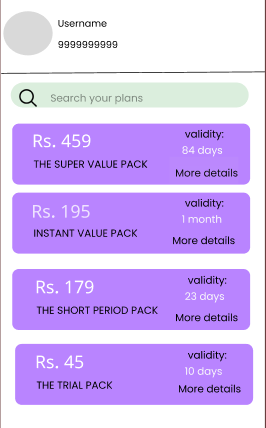 Username
9999999999
Search your plans
Rs. 459
THE SUPER VALUE PACK
validity:
84 days
More details
Rs. 195
INSTANT VALUE PACK
validity:
1 month
More details
Rs. 179
THE SHORT PERIOD PACK
validity:
23 days
More details
Rs. 45
THE TRIAL PACK
validity:
10 days
More details